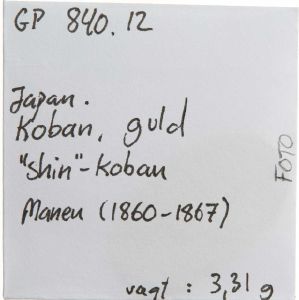 GP 840.12
Japan.
Koban, guld
"Shin"-Koban
Manen (1860-1867)
FOTO
vægt : 3,31 g